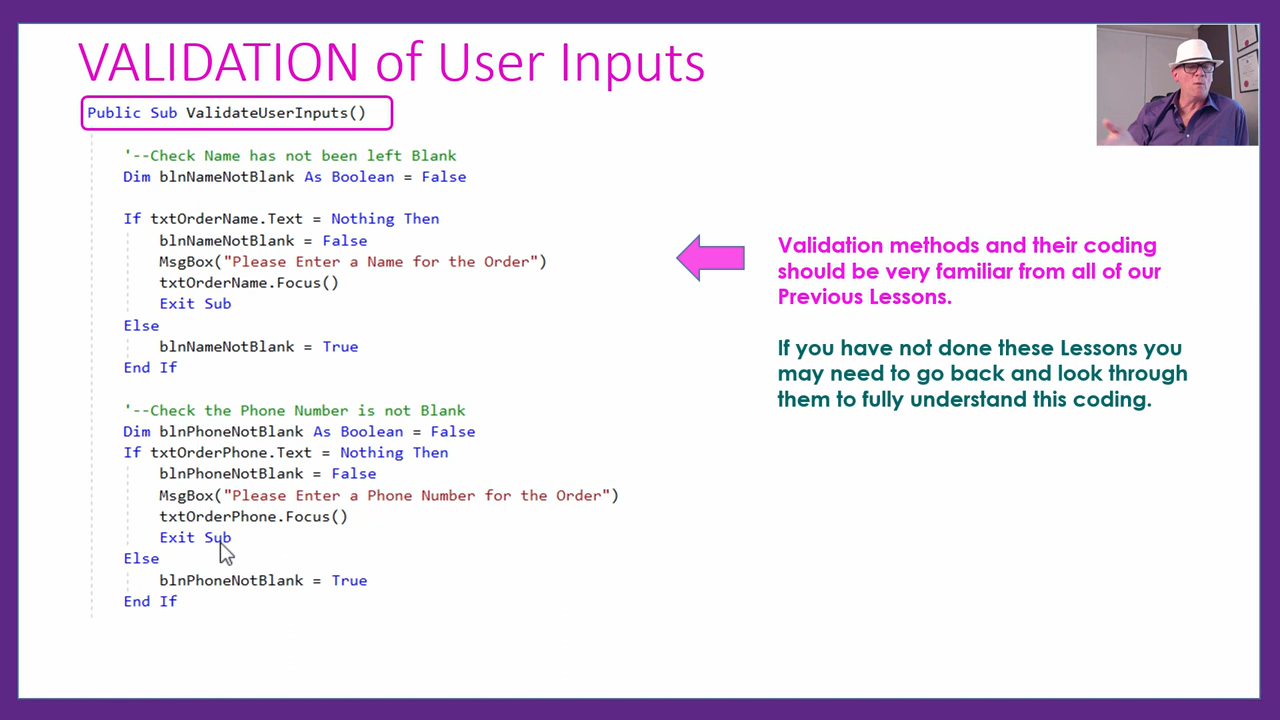 VALIDATION of User Inputs
Public Sub ValidateUserInputs()
'--Check Name has not been left Blank
Dim blnNameNotBlank As Boolean = False
If txtOrderName.Text = Nothing Then
blnNameNotBlank = False
MsgBox("Please Enter a Name for the Order")
txtOrderName.Focus()
Exit Sub
Else
blnNameNotBlank = True
End If
'--Check the Phone Number is not Blank
Dim blnPhoneNotBlank As Boolean = False
If txtOrderPhone.Text = Nothing Then
blnPhoneNotBlank = False
MsgBox("Please Enter a Phone Number for the Order")
txtOrderPhone.Focus()
Exit Sub
Else
blnPhoneNotBlank = True
End If
Validation methods and their coding
should be very familiar from all of our
Previous Lessons.
If you have not done these Lessons you
may need to go back and look through
them to fully understand this coding.